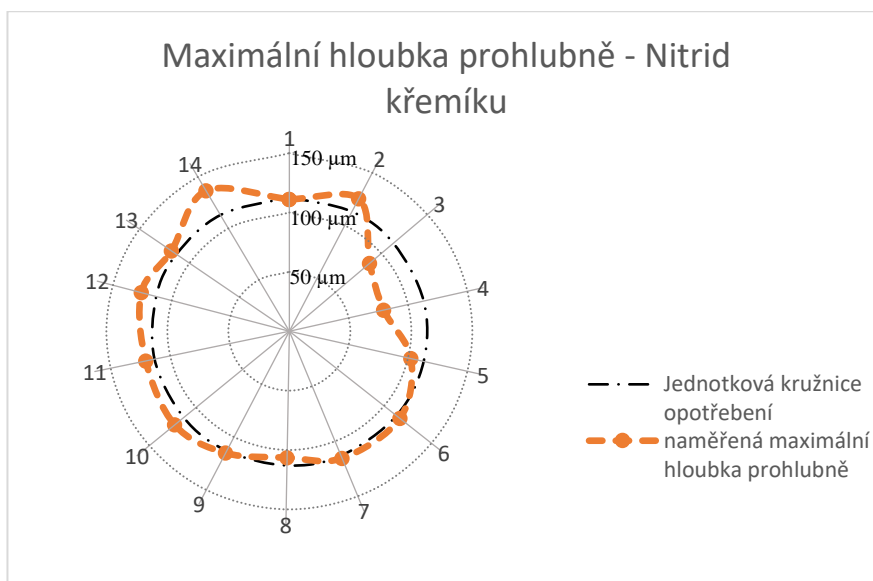 Maximální hloubka prohlubně - Nitrid
křemíku
1
2
3
4
5
6
7
8
9
10
11
12
13
14
150 µm
100 µm
50 µm
Jednotková kružnice
opotřebení
naměřená maximální
hloubka prohlubně